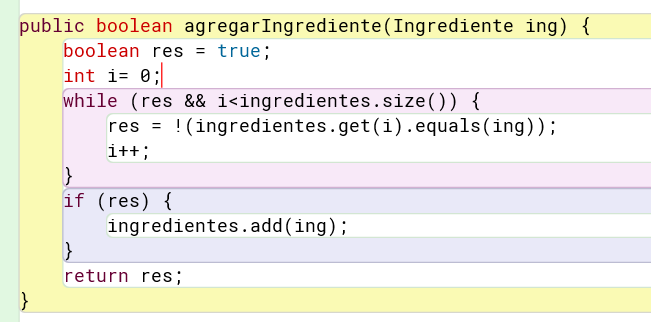 public boolean agregarIngrediente(Ingrediente ing) {
boolean res = true;
int i= 0;
while (res && i<ingredientes.size()) {
res = !(ingredientes.get(i).equals(ing));
i++;
}
if (res) {
ingredientes.add(ing);
}
return res;
}